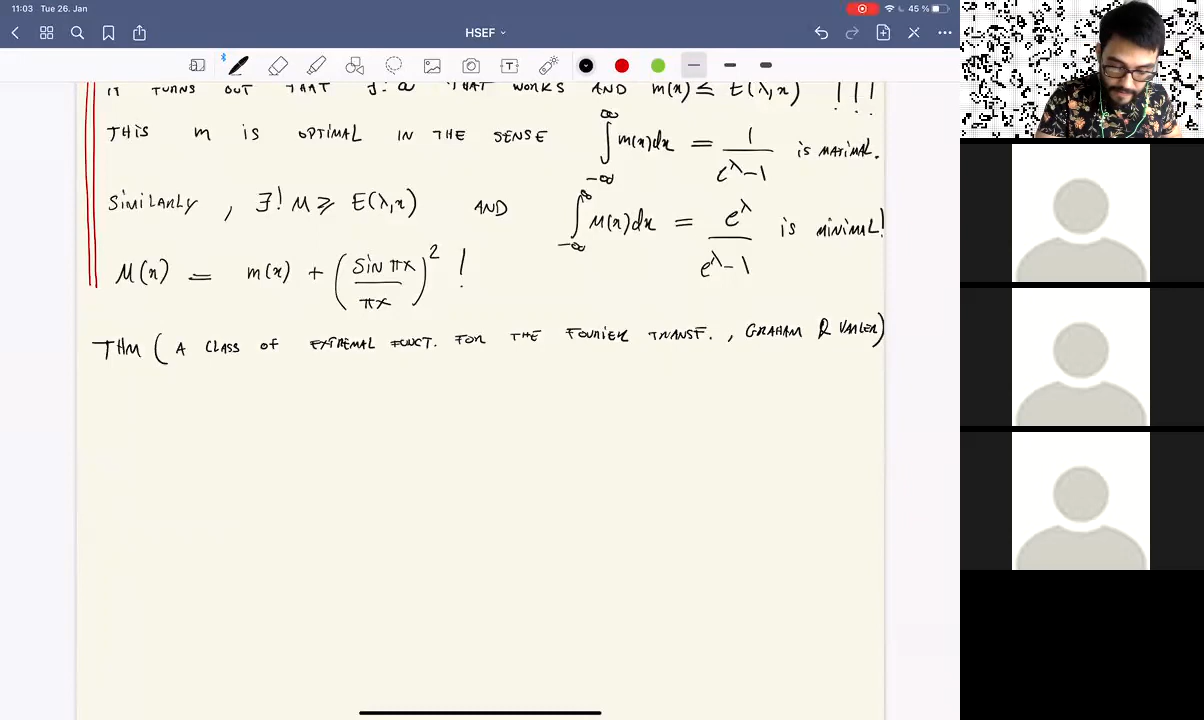 11:03 Tue 26. Jan
45 %
HSEF
IT TURNS OUT THAT ∃! a THAT WORKS AND m(x) ≤ E(λ,x) !!!
THIS m IS OPTIMAL IN THE SENSE ∫_{-∞}^{∞} m(x)dx = 1/(e^λ-1) is MAXIMAL.
SIMILARLY, ∃! M ≥ E(λ,x) AND ∫_{-∞}^{∞} M(x)dx = e^λ/(e^λ-1) is MINIMAL!
M(x) = m(x) + (sin πx/πx)^2 !
THM (A CLASS OF EXTREMAL FUNCT. FOR THE FOURIER TRANSF., GRAHAM & VAALER)